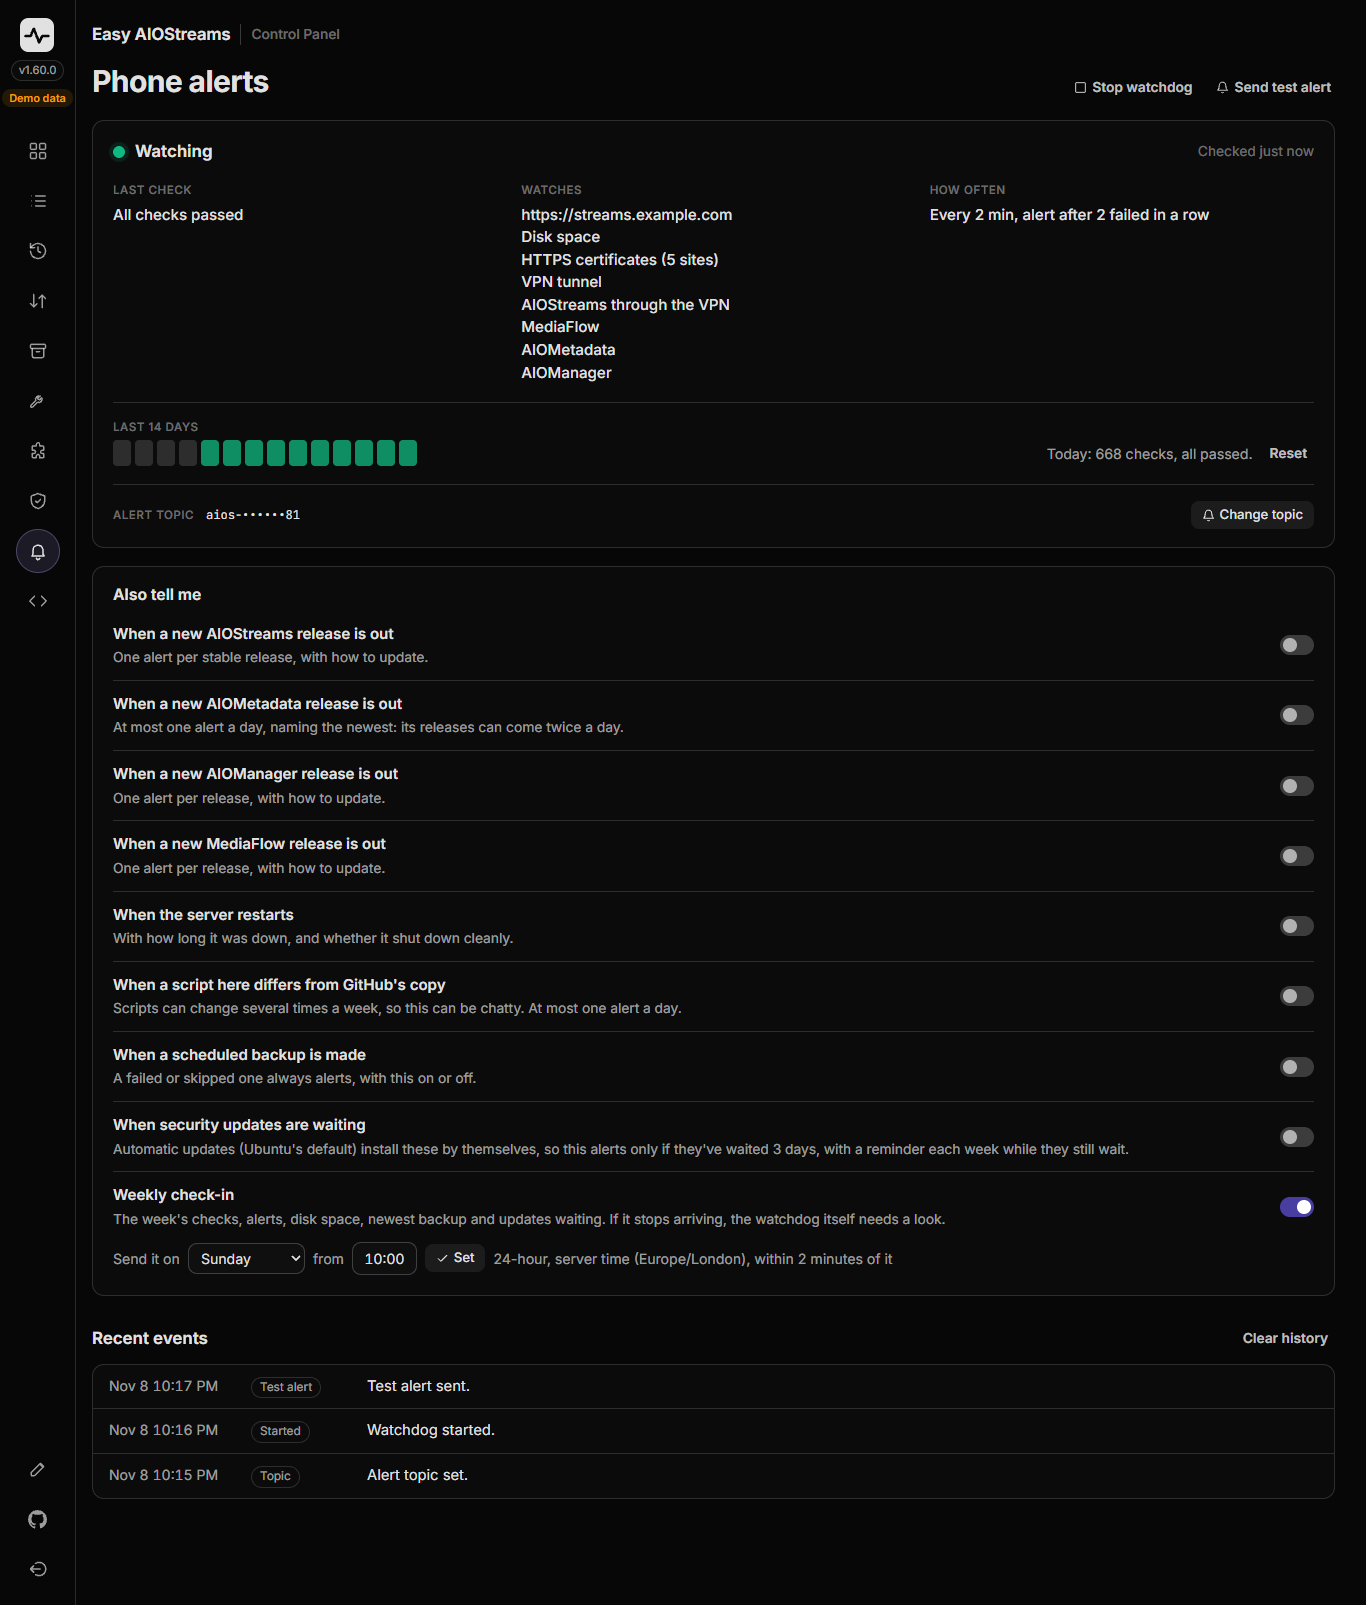 Easy AIOStreams
Control Panel
v1.60.0
Demo data
Phone alerts
Stop watchdog
Send test alert
Watching
Checked just now
LAST CHECK
All checks passed
WATCHES
https://streams.example.com
Disk space
HTTPS certificates (5 sites)
VPN tunnel
AIOStreams through the VPN
MediaFlow
AIOMetadata
AIOManager
HOW OFTEN
Every 2 min, alert after 2 failed in a row
LAST 14 DAYS
Today: 668 checks, all passed.
Reset
ALERT TOPIC aios-••••••81
Change topic
Also tell me
When a new AIOStreams release is out
One alert per stable release, with how to update.
When a new AIOMetadata release is out
At most one alert a day, naming the newest: its releases can come twice a day.
When a new AIOManager release is out
One alert per release, with how to update.
When a new MediaFlow release is out
One alert per release, with how to update.
When the server restarts
With how long it was down, and whether it shut down cleanly.
When a script here differs from GitHub's copy
Scripts can change several times a week, so this can be chatty. At most one alert a day.
When a scheduled backup is made
A failed or skipped one always alerts, with this on or off.
When security updates are waiting
Automatic updates (Ubuntu's default) install these by themselves, so this alerts only if they've waited 3 days, with a reminder each week while they still wait.
Weekly check-in
The week's checks, alerts, disk space, newest backup and updates waiting. If it stops arriving, the watchdog itself needs a look.
Send it on Sunday from 10:00 Set 24-hour, server time (Europe/London), within 2 minutes of it
Recent events
Clear history
Nov 8 10:17 PM Test alert Test alert sent.
Nov 8 10:16 PM Started Watchdog started.
Nov 8 10:15 PM Topic Alert topic set.